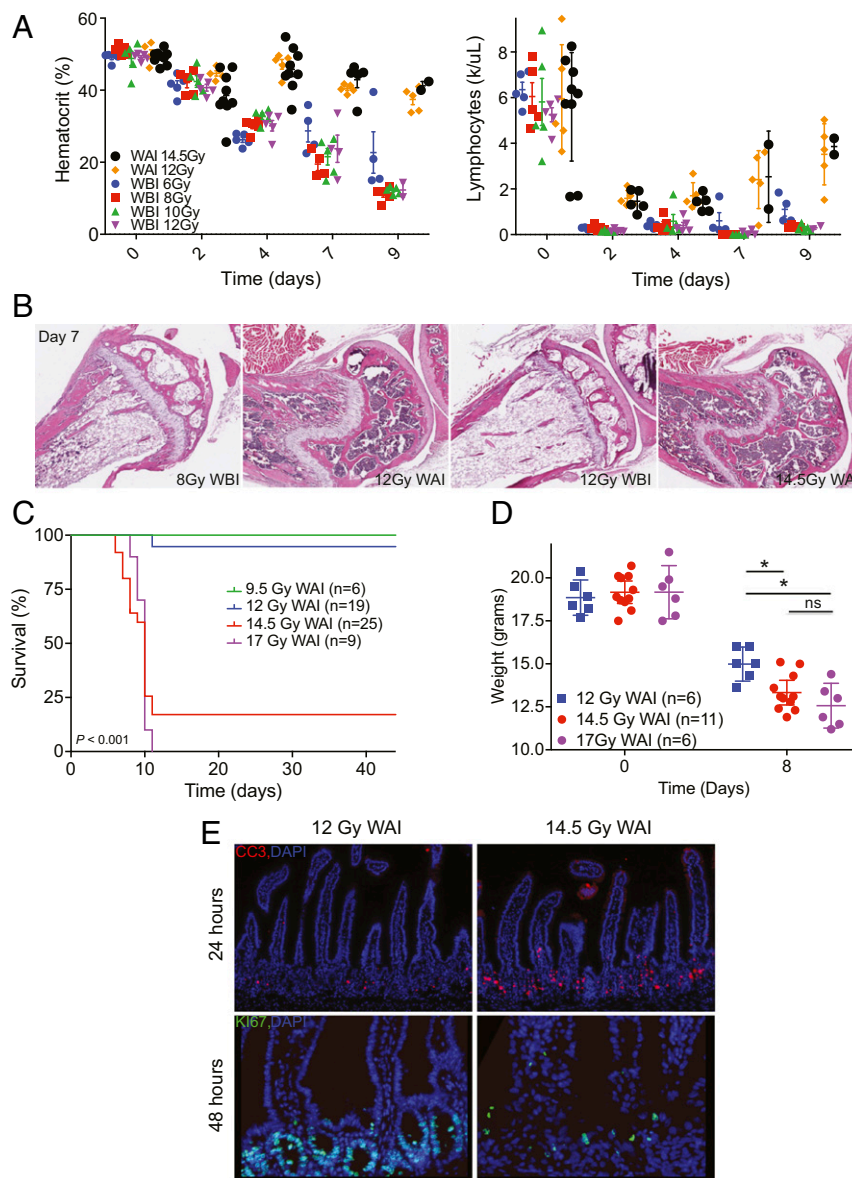 A
Hematocrit (%)
60
40
20
0
WAI 14.5Gy
WAI 12Gy
WBI 6Gy
WBI 8Gy
WBI 10Gy
WBI 12Gy
0
2
4
7
9
Time (days)
Lymphocytes (k/uL)
8
6
4
2
0
0
2
4
7
9
Time (days)
B
Day 7
8Gy WBI
12Gy WAI
12Gy WBI
14.5Gy WAI
C
Survival (%)
100
75
50
25
0
9.5 Gy WAI (n=6)
12 Gy WAI (n=19)
14.5 Gy WAI (n=25)
17 Gy WAI (n=9)
P < 0.001
0
10
20
30
40
Time (days)
D
Weight (grams)
19.0
17.0
15.0
12.0
*
*
ns
12 Gy WAI (n=6)
14.5 Gy WAI (n=11)
17Gy WAI (n=6)
0
8
Time (Days)
E
12 Gy WAI
14.5 Gy WAI
24 hours
CC3,DAPI
48 hours
KI67,DAPI